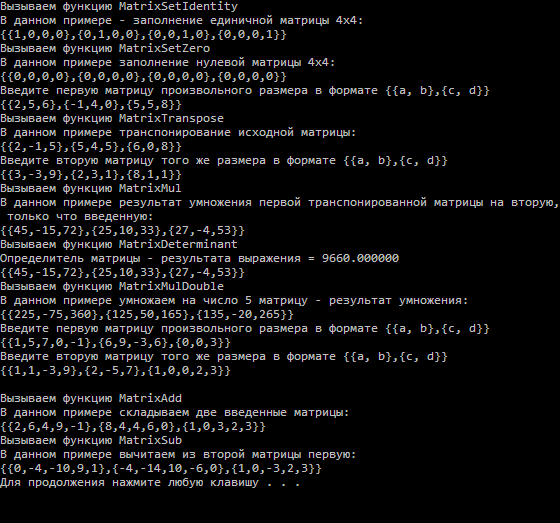 Вызываем функцию MatrixSetIdentity
В данном примере - заполнение единичной матрицы 4x4:
{{1,0,0,0},{0,1,0,0},{0,0,1,0},{0,0,0,1}}
Вызываем функцию MatrixSetZero
В данном примере заполнение нулевой матрицы 4x4:
{{0,0,0,0},{0,0,0,0},{0,0,0,0},{0,0,0,0}}
Введите первую матрицу произвольного размера в формате {{a, b},{c, d}}
{{2,5,6},{-1,4,0},{5,5,8}}
Вызываем функцию MatrixTranspose
В данном примере транспонирование исходной матрицы:
{{2,-1,5},{5,4,5},{6,0,8}}
Введите вторую матрицу того же размера в формате {{a, b},{c, d}}
{{3,-3,9},{2,3,1},{8,1,1}}
Вызываем функцию MatrixMul
В данном примере результат умножения первой транспонированной матрицы на вторую,
только что введенную:
{{45,-15,72},{25,10,33},{27,-4,53}}
Вызываем функцию MatrixDeterminant
Определитель матрицы - результата выражения = 9660.000000
{{45,-15,72},{25,10,33},{27,-4,53}}
Вызываем функцию MatrixMulDouble
В данном примере умножаем на число 5 матрицу - результат умножения:
{{225,-75,360},{125,50,165},{135,-20,265}}
Введите первую матрицу произвольного размера в формате {{a, b},{c, d}}
{{1,5,7,0,-1},{6,9,-3,6},{0,0,3}}
Введите вторую матрицу того же размера в формате {{a, b},{c, d}}
{{1,1,-3,9},{2,-5,7},{1,0,0,2,3}}
Вызываем функцию MatrixAdd
В данном примере складываем две введенные матрицы:
{{2,6,4,9,-1},{8,4,4,6,0},{1,0,3,2,3}}
Вызываем функцию MatrixSub
В данном примере вычитаем из второй матрицы первую:
{{0,-4,-10,9,1},{-4,-14,10,-6,0},{1,0,-3,2,3}}
Для продолжения нажмите любую клавишу . . .